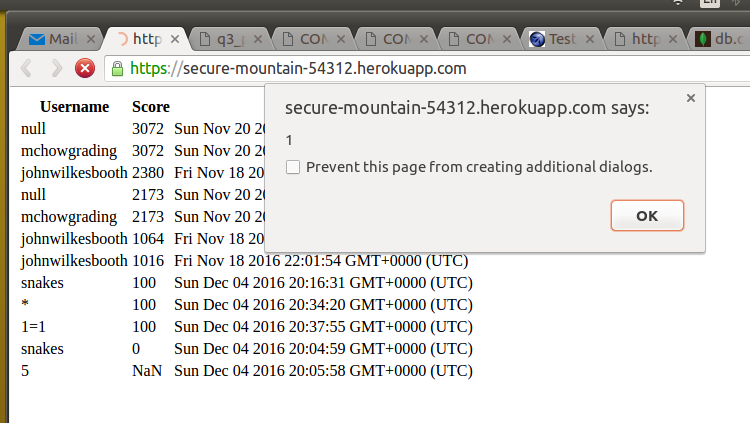 En
Mail
http
q3_p
COM
COM
COM
Test
http
db.c
https://secure-mountain-54312.herokuapp.com
secure-mountain-54312.herokuapp.com says:
1
Prevent this page from creating additional dialogs.
OK
Username Score
null 3072 Sun Nov 20 20
mchowgrading 3072 Sun Nov 20 20
johnwilkesbooth 2380 Fri Nov 18 2016
null 2173 Sun Nov 20 20
mchowgrading 2173 Sun Nov 20 20
johnwilkesbooth 1064 Fri Nov 18 2016
johnwilkesbooth 1016 Fri Nov 18 2016 22:01:54 GMT+0000 (UTC)
snakes 100 Sun Dec 04 2016 20:16:31 GMT+0000 (UTC)
* 100 Sun Dec 04 2016 20:34:20 GMT+0000 (UTC)
1=1 100 Sun Dec 04 2016 20:37:55 GMT+0000 (UTC)
snakes 0 Sun Dec 04 2016 20:04:59 GMT+0000 (UTC)
5 NaN Sun Dec 04 2016 20:05:58 GMT+0000 (UTC)